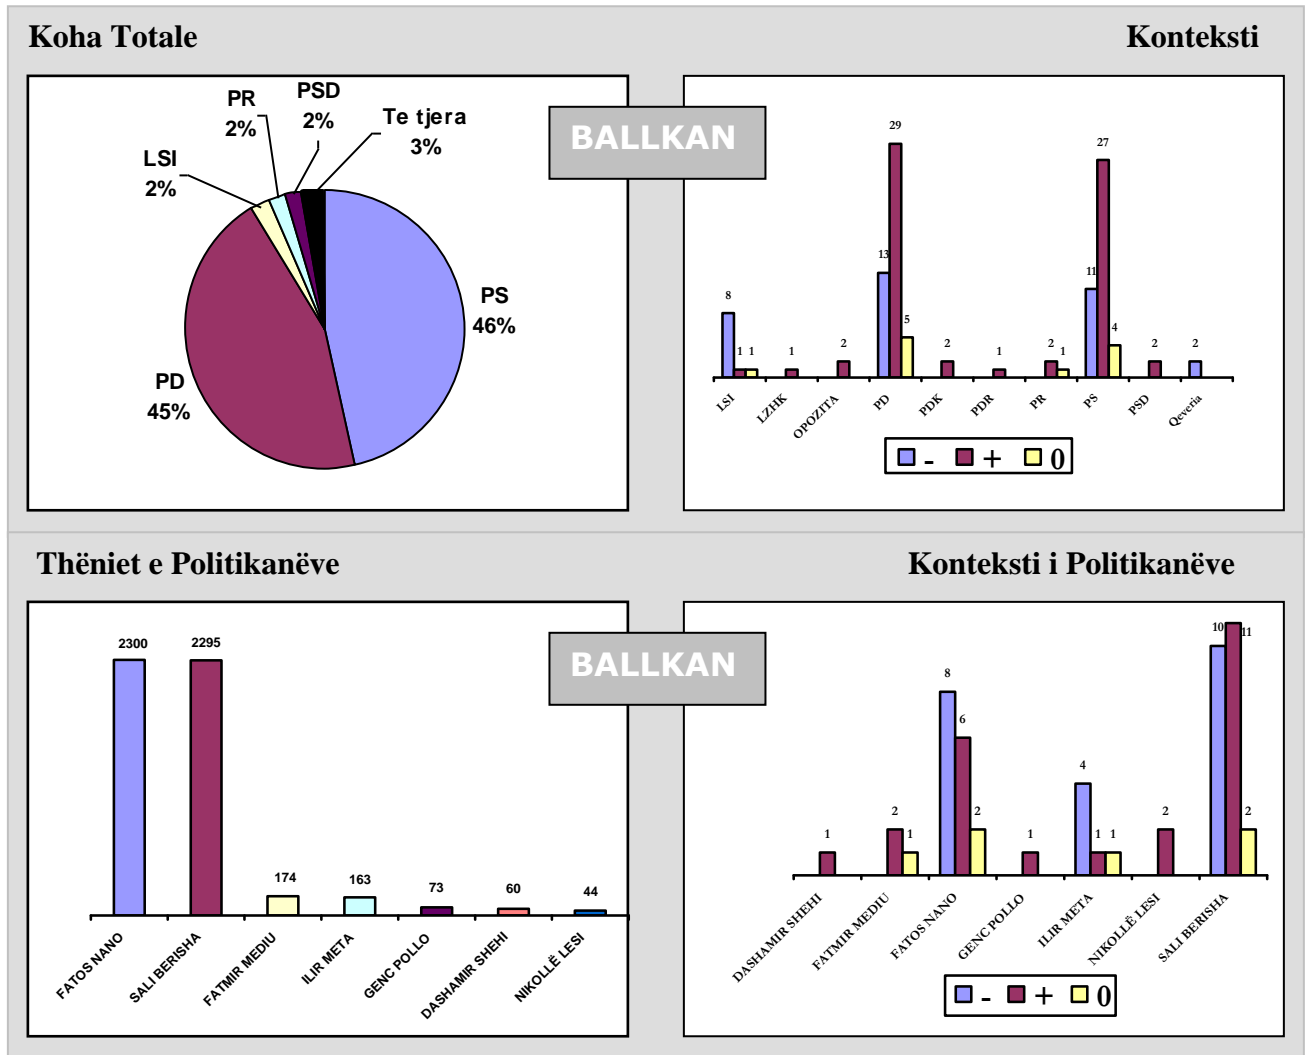 Koha Totale
Konteksti
BALLKAN
PR
2%
PSD
2%
Te tjera
3%
LSI
2%
PS
46%
PD
45%
29
27
13
11
8
5
4
1 1
1
2
2
1
2
1
2
2
LSI
LZHK
OPOZITA
PD
PDK
PDR
PR
PS
PSD
Qeveria
- + 0
Thëniet e Politikanëve
Konteksti i Politikanëve
BALLKAN
2300
2295
174
163
73
60
44
FATOS NANO
SALI BERISHA
FATMIR MEDIU
ILIR META
GENC POLLO
DASHAMIR SHEHI
NIKOLLË LESI
1
2
1
8
6
2
1
4
1
1
2
10
11
2
DASHAMIR SHEHI
FATMIR MEDIU
FATOS NANO
GENC POLLO
ILIR META
NIKOLLË LESI
SALI BERISHA
- + 0